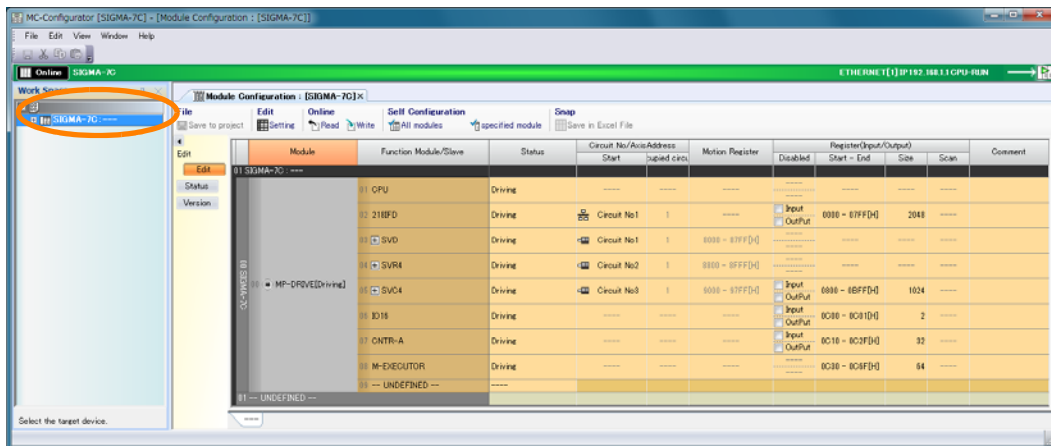 MC-Configurator [SIGMA-7C] - [Module Configuration : [SIGMA-7C]]
File Edit View Window Help
Online SIGMA-7C ETHERNET[1] IP192.168.1.1 CPU-RUN
Work Space
Module Configuration : [SIGMA-7C] ×
File Edit Online Self Configuration Snap
Save to project Setting Read Write All modules specified module Save in Excel File
SIGMA-7C : ----
Edit
Edit
Status
Version
Module Function Module/Slave Status Circuit No/AxisAddress Motion Register Register(Input/Output) Comment
Start Disabled Start - End Size Scan
01 SIGMA-7C : ----
00 SIGMA-7C
00 MP-DRIVE[Driving]
01 CPU Driving ---- ---- ---- ---- ---- ---- ----
02 218IFD Driving Circuit No1 1 ---- Input OutPut 0000 - 07FF[H] 2048 ----
03 SVD Driving Circuit No1 1 8000 - 87FF[H] ---- ---- ---- ----
04 SVR4 Driving Circuit No2 1 8800 - 8FFF[H] ---- ---- ---- ----
05 SVC4 Driving Circuit No3 1 9000 - 97FF[H] Input OutPut 0800 - 0BFF[H] 1024 ----
06 IO16 Driving ---- ---- ---- Input OutPut 0C00 - 0C01[H] 2 ----
07 CNTR-A Driving ---- ---- ---- Input OutPut 0C10 - 0C2F[H] 32 ----
08 M-EXECUTOR Driving ---- ---- ---- ---- 0C30 - 0C6F[H] 64 ----
09 -- UNDEFINED -- ----
01 -- UNDEFINED --
Select the target device.
----